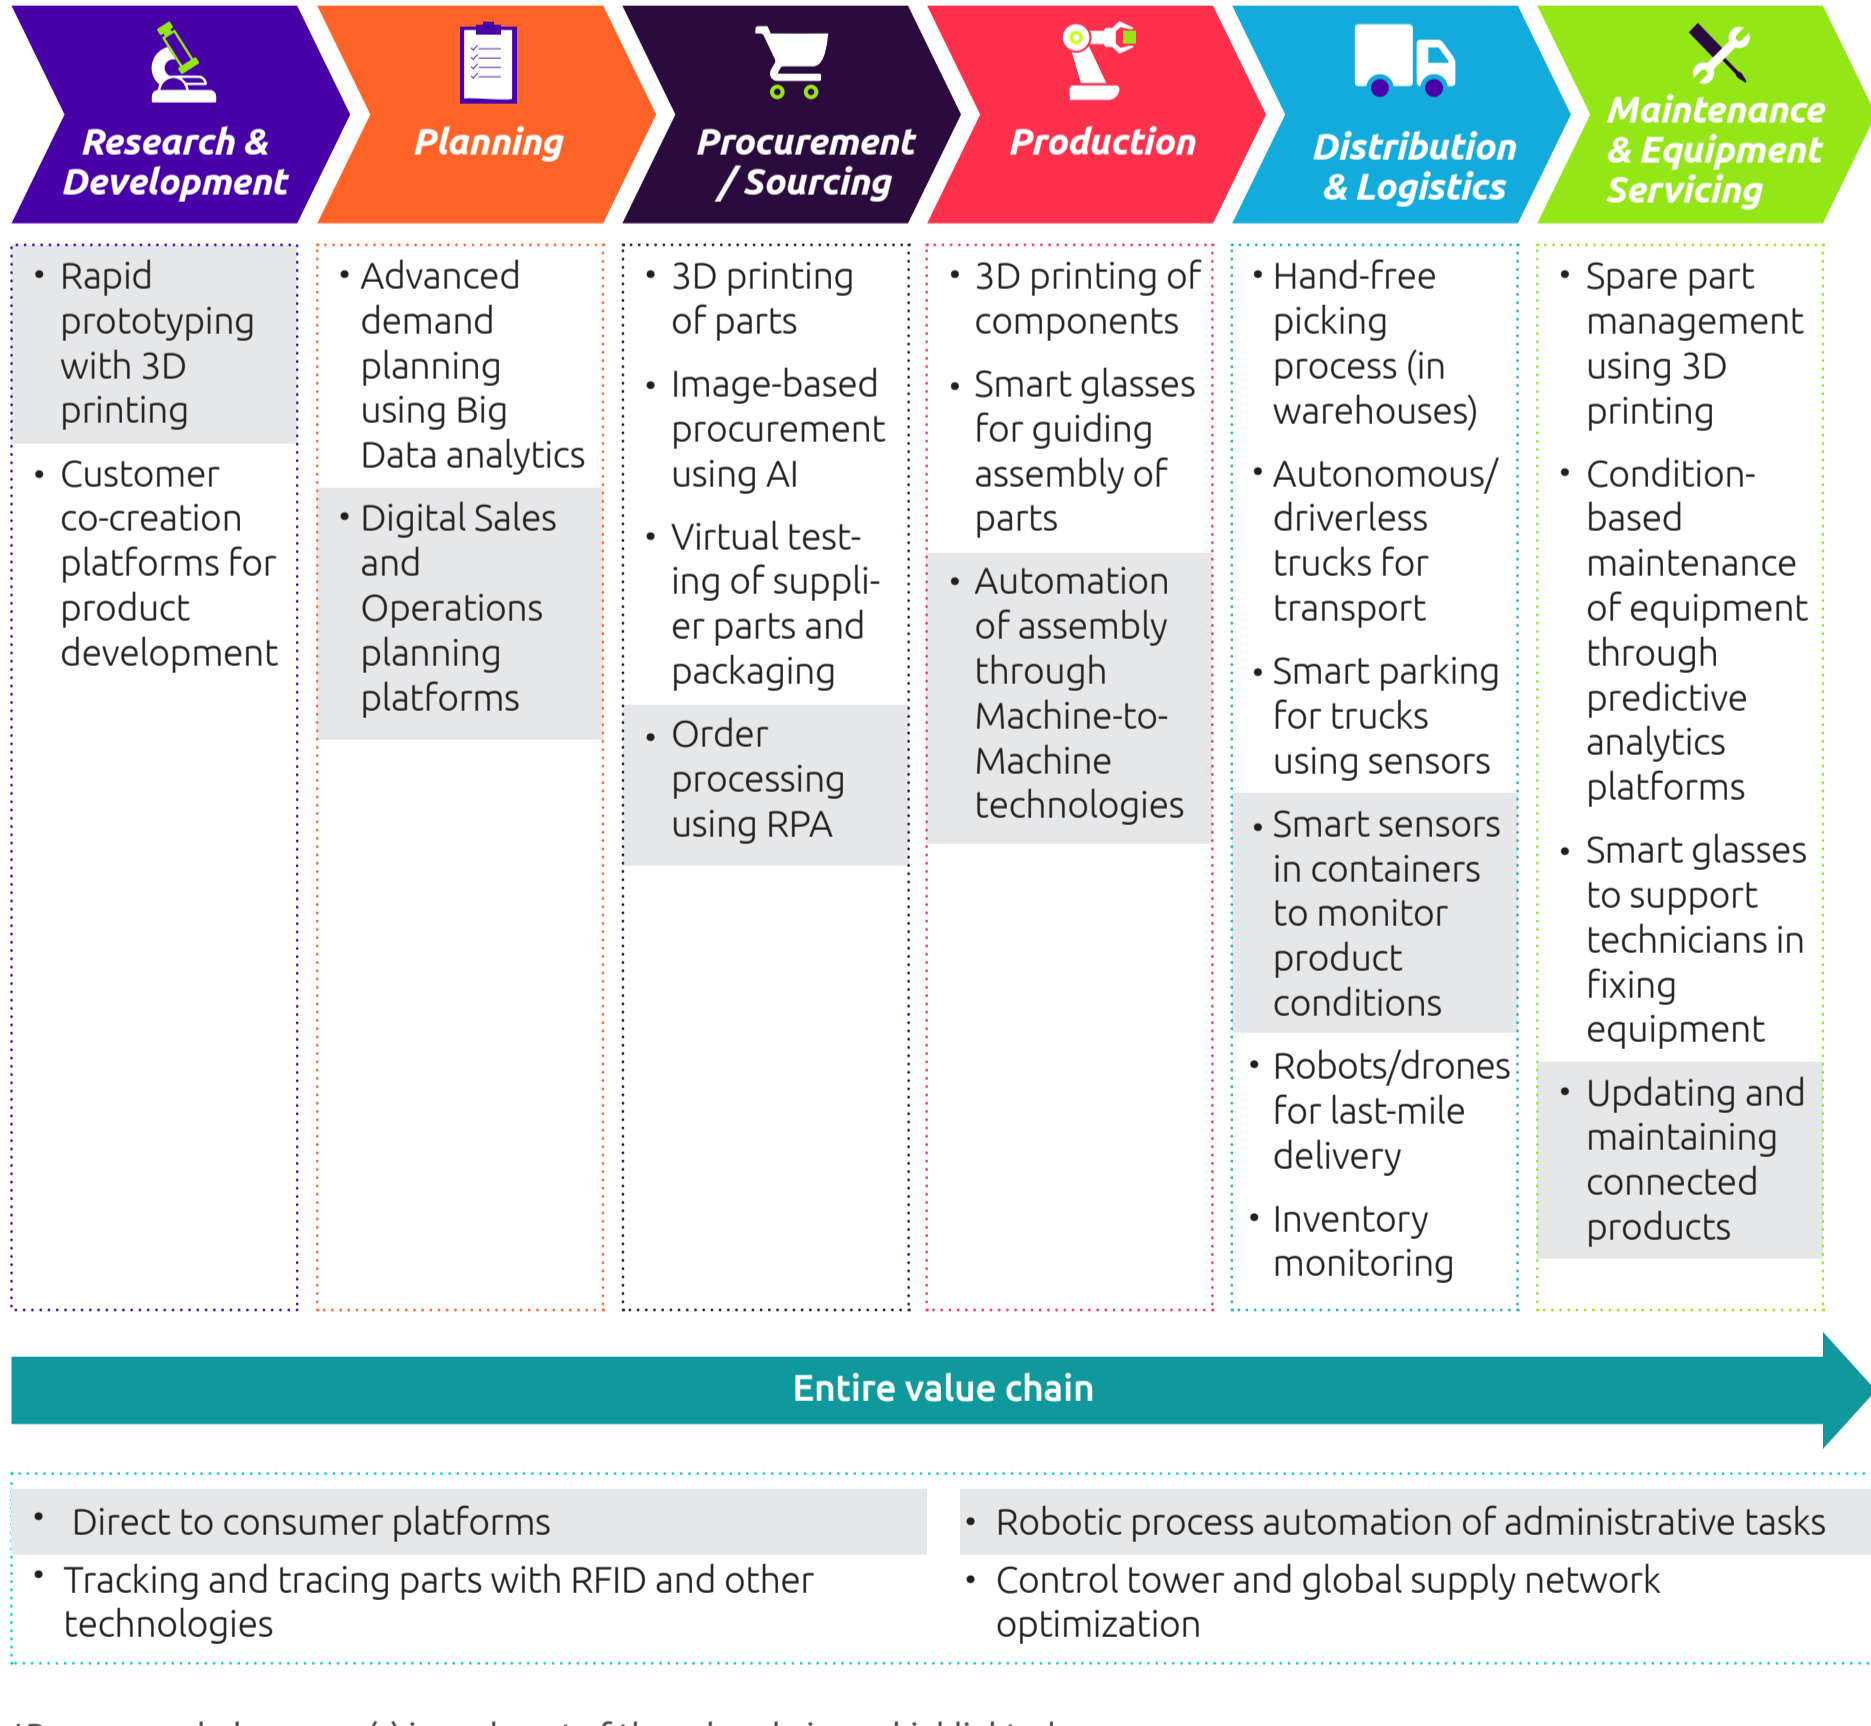 Research &
Development
Planning
Procurement
/ Sourcing
Production
Distribution
& Logistics
Maintenance
& Equipment
Servicing
• Rapid
prototyping
with 3D
printing
• Customer
co-creation
platforms for
product
development
• Advanced
demand
planning
using Big
Data analytics
• Digital Sales
and
Operations
planning
platforms
• 3D printing
of parts
• Image-based
procurement
using AI
• Virtual test-
ing of suppli-
er parts and
packaging
• Order
processing
using RPA
• 3D printing of
components
• Smart glasses
for guiding
assembly of
parts
• Automation
of assembly
through
Machine-to-
Machine
technologies
• Hand-free
picking
process (in
warehouses)
• Autonomous/
driverless
trucks for
transport
• Smart parking
for trucks
using sensors
• Smart sensors
in containers
to monitor
product
conditions
• Robots/drones
for last-mile
delivery
• Inventory
monitoring
• Spare part
management
using 3D
printing
• Condition-
based
maintenance
of equipment
through
predictive
analytics
platforms
• Smart glasses
to support
technicians in
fixing
equipment
• Updating and
maintaining
connected
products
Entire value chain
• Direct to consumer platforms
• Tracking and tracing parts with RFID and other
technologies
• Robotic process automation of administrative tasks
• Control tower and global supply network
optimization